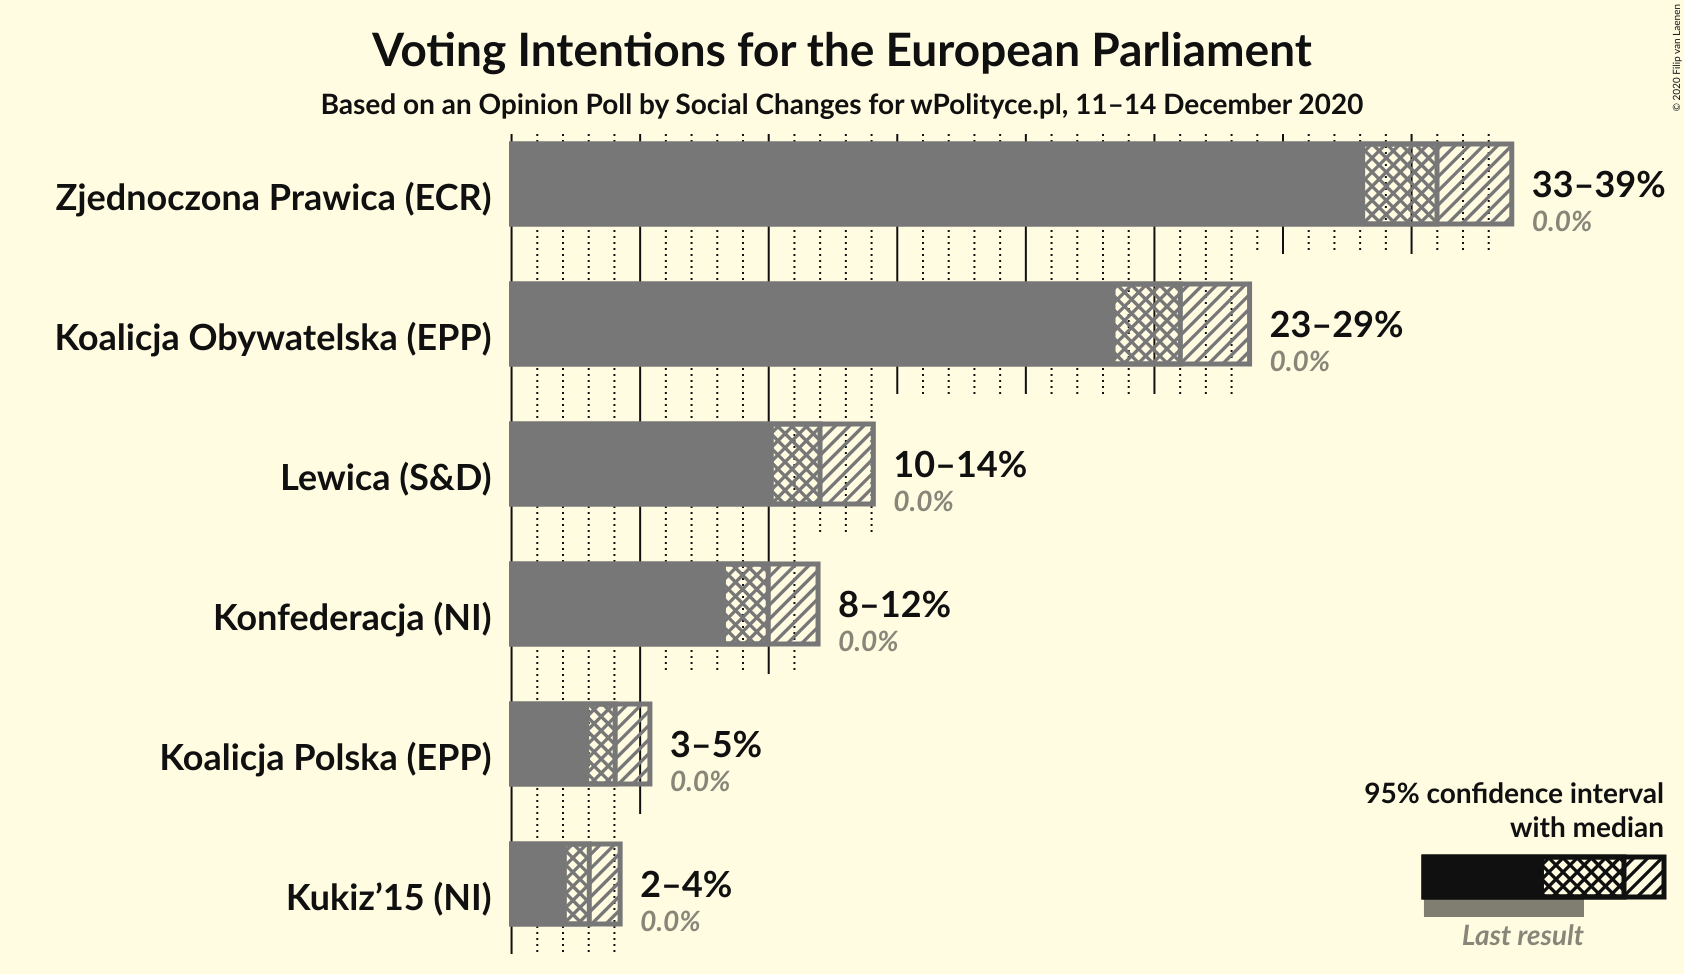 Voting Intentions for the European Parliament
Based on an Opinion Poll by Social Changes for wPolityce.pl, 11–14 December 2020
© 2020 Filip van Laenen
Zjednoczona Prawica (ECR)
33–39%
0.0%
Koalicja Obywatelska (EPP)
23–29%
0.0%
Lewica (S&D)
10–14%
0.0%
Konfederacja (NI)
8–12%
0.0%
Koalicja Polska (EPP)
3–5%
0.0%
Kukiz’15 (NI)
2–4%
0.0%
95% confidence interval
with median
Last result